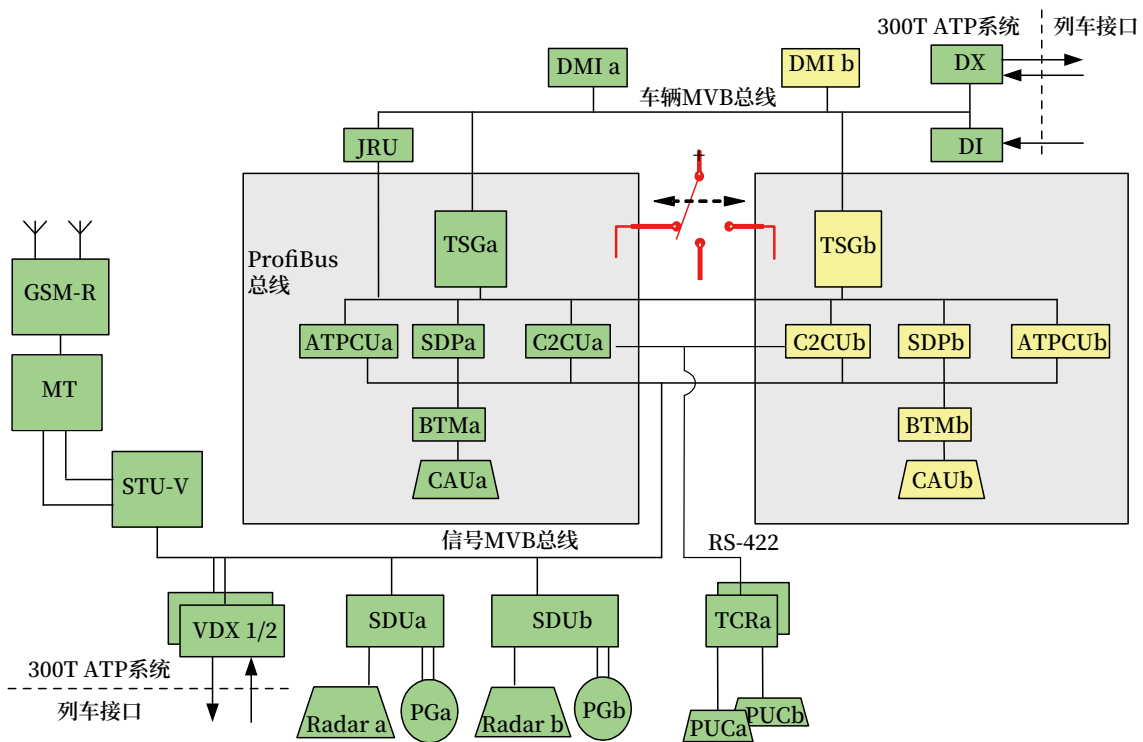 300T ATP系统
列车接口
DMI a
DMI b
DX
车辆MVB总线
JRU
DI
TSGa
TSGb
ProfiBus
总线
GSM-R
ATPCUa
SDPa
C2CUa
C2CUb
SDPb
ATPCUb
MT
BTMa
BTMb
CAUa
CAUb
STU-V
信号MVB总线
RS-422
VDX 1/2
SDUa
SDUb
TCRa
300T ATP系统
列车接口
Radar a
PGa
Radar b
PGb
PUCa
PUCb